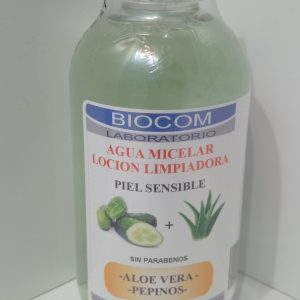 BIOCOM
LABORATORIO
AGUA MICELAR
LOCION LIMPIADORA
PIEL SENSIBLE
+
SIN PARABENOS
-ALOE VERA-
-PEPINOS-